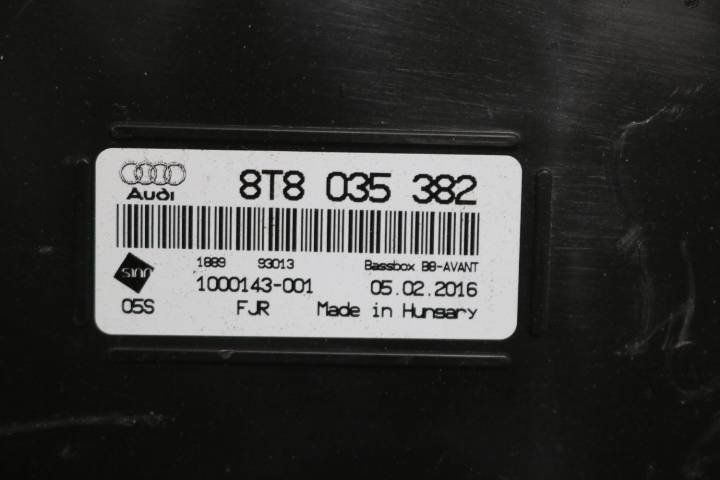 8T8 035 382
Audi
1889 93013 Bassbox B8-AVANT
1000143-001 05.02.2016
05S FJR Made in Hungary